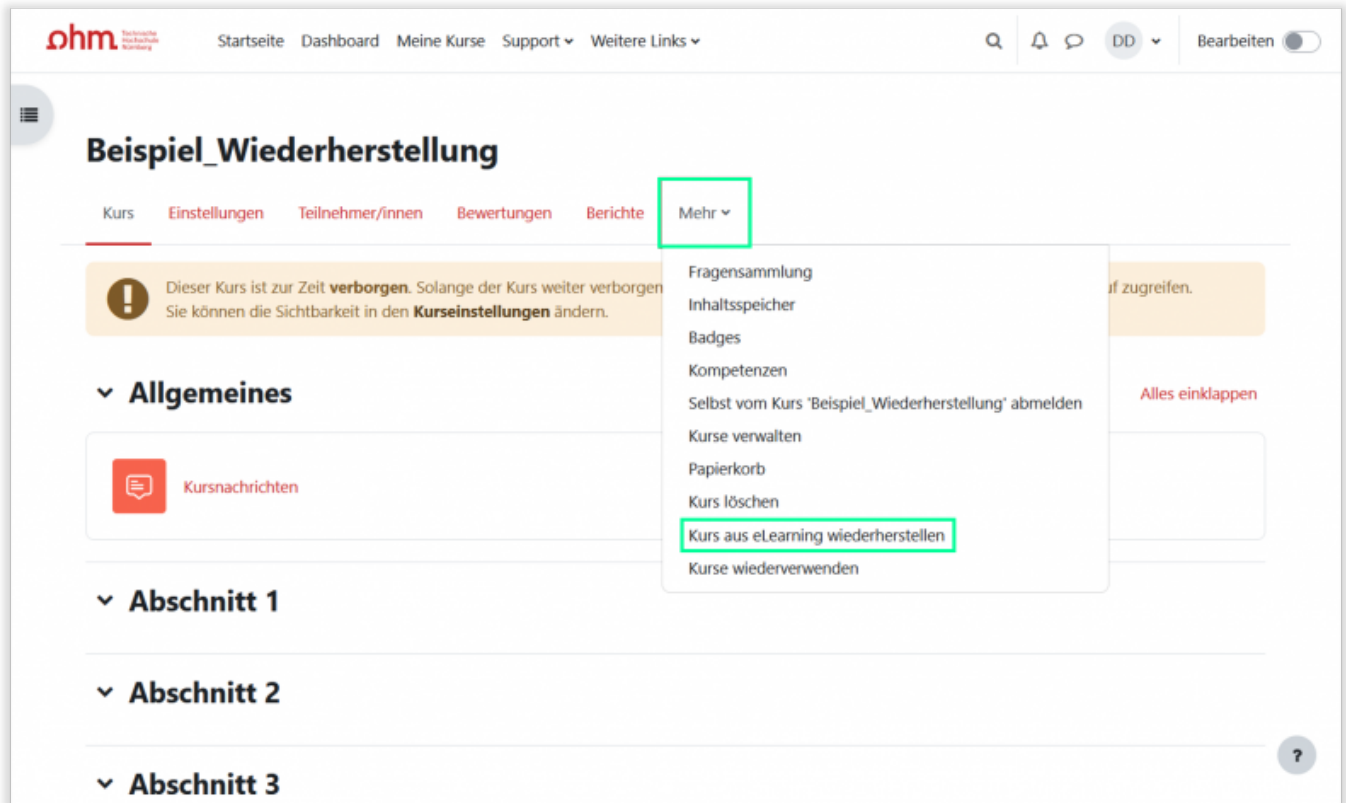 ohm Technische Hochschule Nürnberg
Startseite Dashboard Meine Kurse Support Weitere Links DD Bearbeiten
Beispiel_Wiederherstellung
Kurs Einstellungen Teilnehmer/innen Bewertungen Berichte Mehr
Dieser Kurs ist zur Zeit verborgen. Solange der Kurs weiter verborgen
uf zugreifen.
Sie können die Sichtbarkeit in den Kurseinstellungen ändern.
Fragensammlung
Inhaltsspeicher
Badges
Kompetenzen
Selbst vom Kurs 'Beispiel_Wiederherstellung' abmelden
Kurse verwalten
Papierkorb
Kurs löschen
Kurs aus eLearning wiederherstellen
Kurse wiederverwenden
Allgemeines
Alles einklappen
Kursnachrichten
Abschnitt 1
Abschnitt 2
Abschnitt 3
?